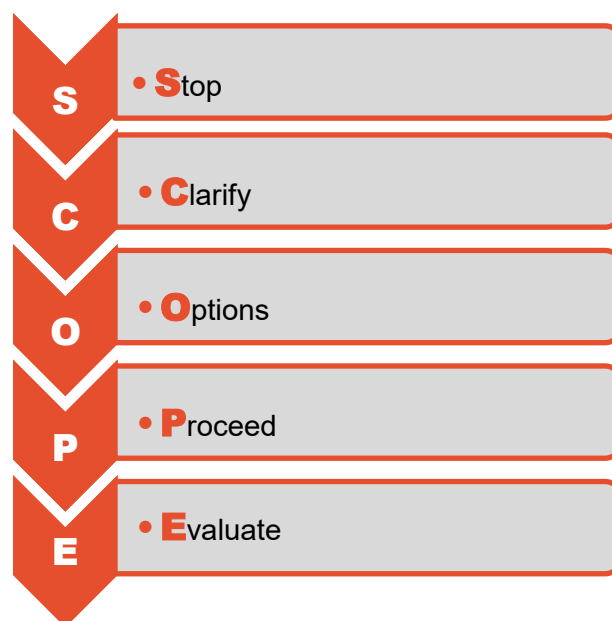 S
• Stop
C
• Clarify
O
• Options
P
• Proceed
E
• Evaluate